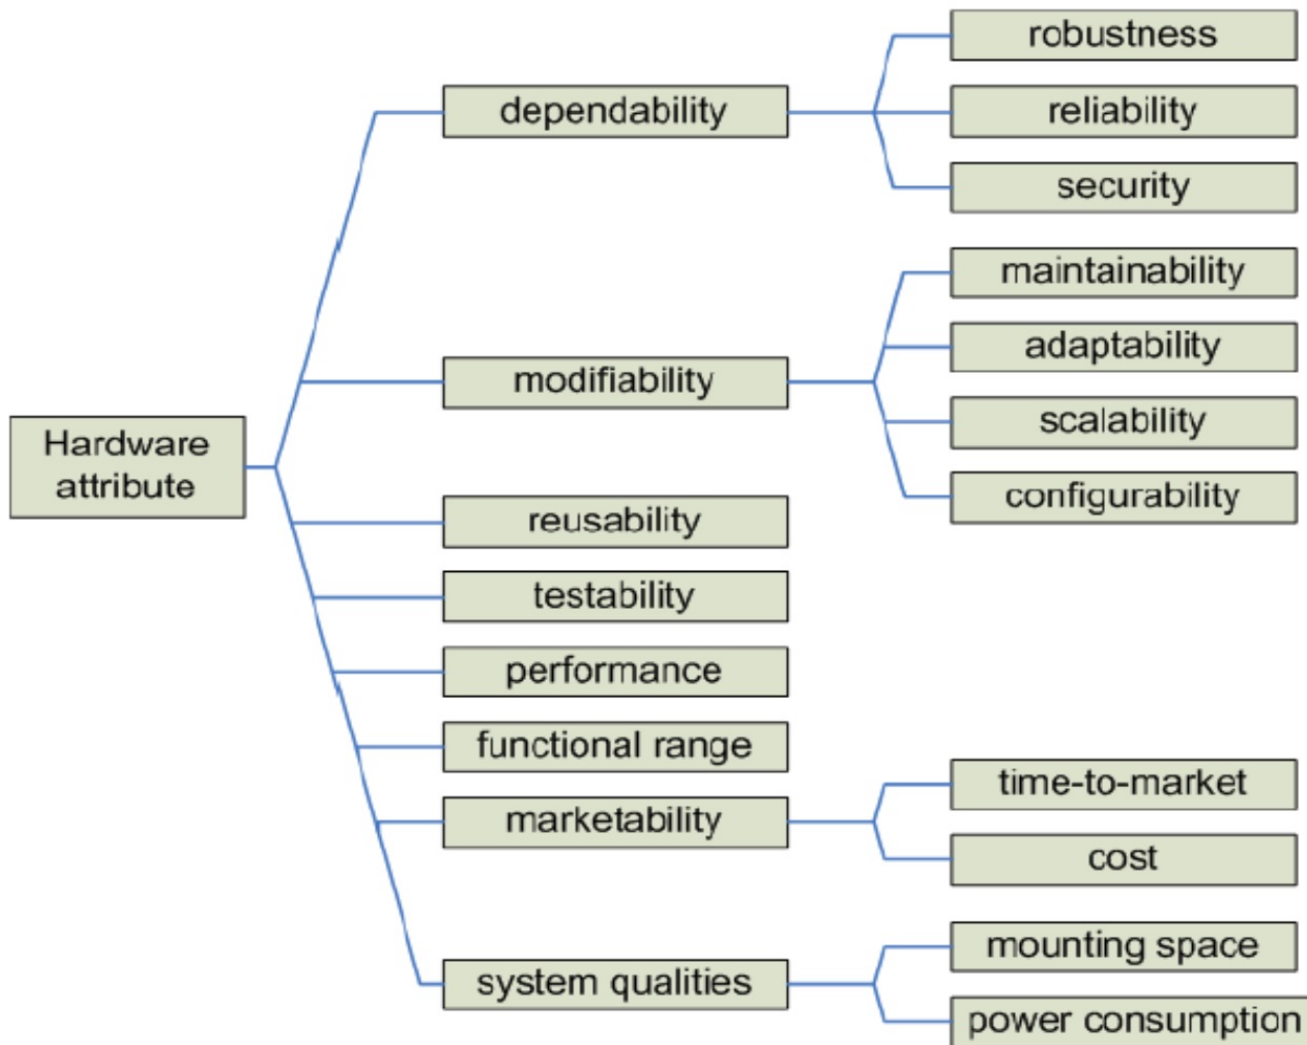 Hardware
attribute
dependability
robustness
reliability
security
modifiability
maintainability
adaptability
scalability
configurability
reusability
testability
performance
functional range
marketability
time-to-market
cost
system qualities
mounting space
power consumption